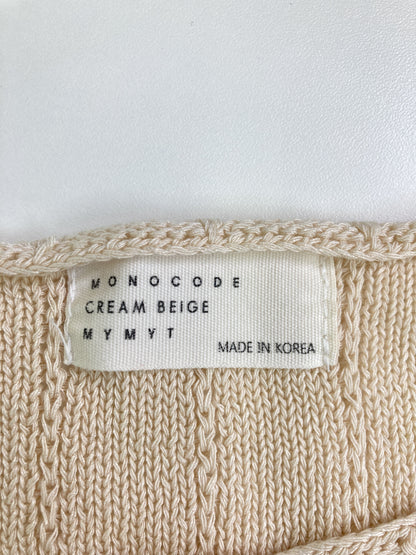 MONOCODE
CREAM BEIGE
MYMYT
MADE IN KOREA